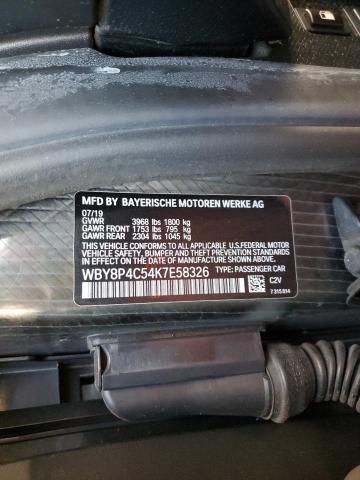 MFD BY BAYERISCHE MOTOREN WERKE AG
07/19
GVWR 3968 lbs 1800 kg
GAWR FRONT 1753 lbs 795 kg
GAWR REAR 2304 lbs 1045 kg
THIS VEHICLE CONFORMS TO ALL APPLICABLE U.S. FEDERAL MOTOR
VEHICLE SAFETY, BUMPER AND THEFT PREVENTION STANDARDS
IN EFFECT ON THE DATE OF MANUFACTURE SHOWN ABOVE.
WBY8P4C54K7E58326 TYPE: PASSENGER CAR
C2V
7315814